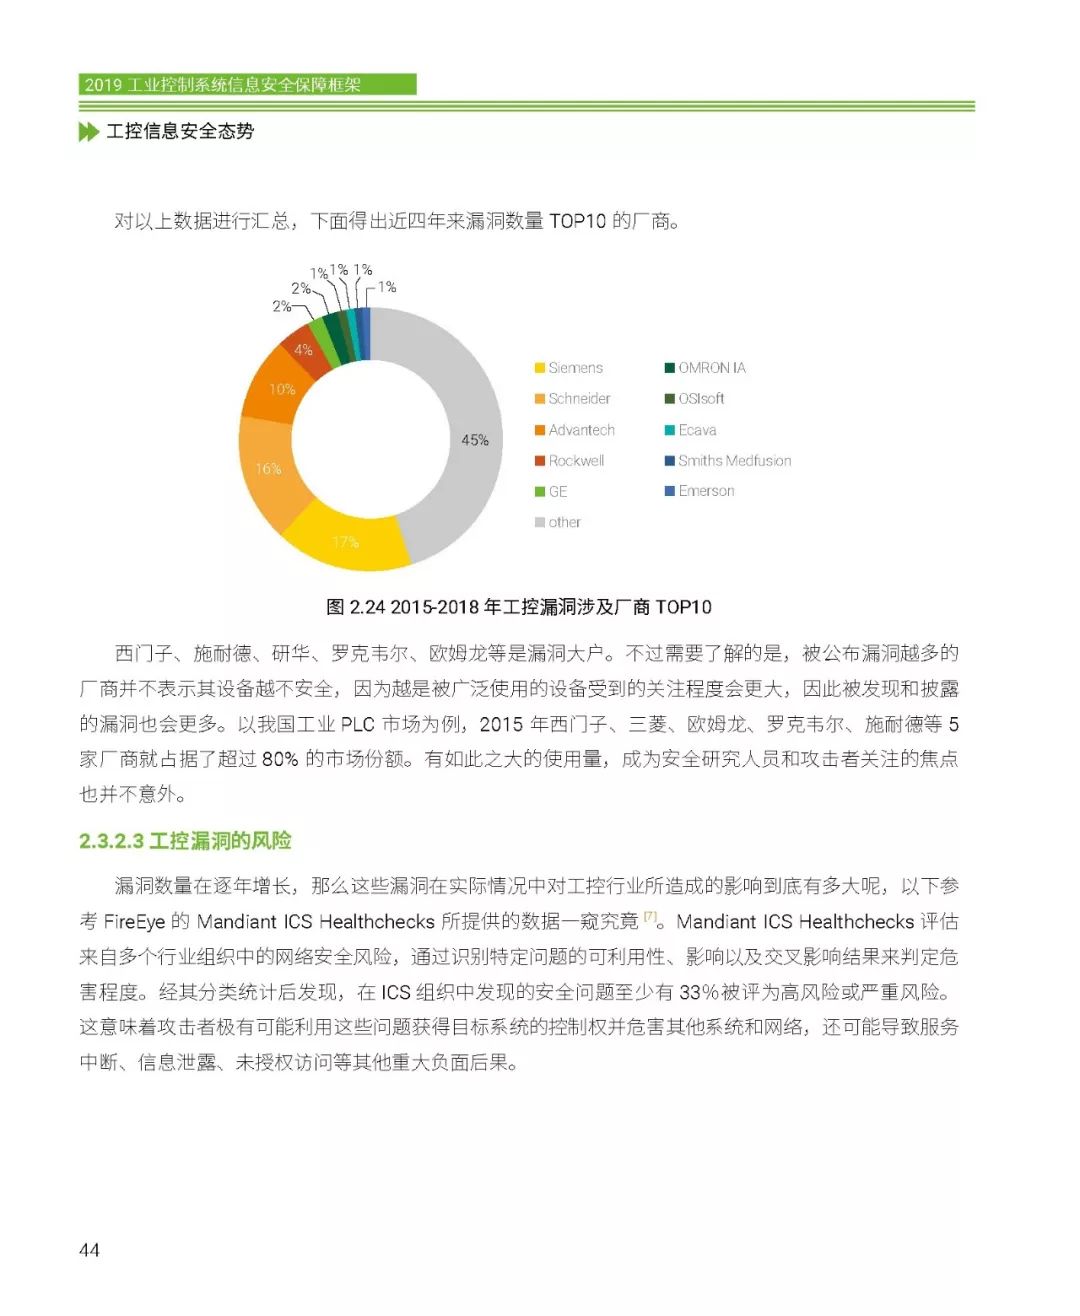 2019 工业控制系统信息安全保障框架
工控信息安全态势
对以上数据进行汇总，下面得出近四年来漏洞数量 TOP10 的厂商。
1% 1% 1%
2% 1%
2%
4%
10%
45%
16%
17%
Siemens OMRON IA
Schneider OSIsoft
Advantech Ecava
Rockwell Smiths Medfusion
GE Emerson
other
图 2.24 2015-2018 年工控漏洞涉及厂商 TOP10
西门子、施耐德、研华、罗克韦尔、欧姆龙等是漏洞大户。不过需要了解的是，被公布漏洞越多的
厂商并不表示其设备越不安全，因为越是被广泛使用的设备受到的关注程度会更大，因此被发现和披露
的漏洞也会更多。以我国工业 PLC 市场为例，2015 年西门子、三菱、欧姆龙、罗克韦尔、施耐德等 5
家厂商就占据了超过 80% 的市场份额。有如此之大的使用量，成为安全研究人员和攻击者关注的焦点
也并不意外。
2.3.2.3 工控漏洞的风险
漏洞数量在逐年增长，那么这些漏洞在实际情况中对工控行业所造成的影响到底有多大呢，以下参
考 FireEye 的 Mandiant ICS Healthchecks 所提供的数据一窥究竟 [7]。Mandiant ICS Healthchecks 评估
来自多个行业组织中的网络安全风险，通过识别特定问题的可利用性、影响以及交叉影响结果来判定危
害程度。经其分类统计后发现，在 ICS 组织中发现的安全问题至少有 33%被评为高风险或严重风险。
这意味着攻击者极有可能利用这些问题获得目标系统的控制权并危害其他系统和网络，还可能导致服务
中断、信息泄露、未授权访问等其他重大负面后果。
44